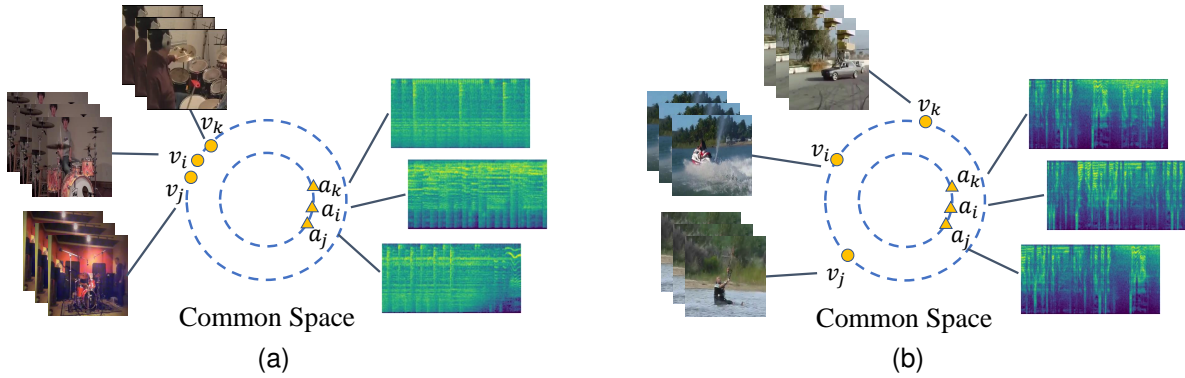 v_k
v_i
v_j
a_k
a_i
a_j
Common Space
(a)
v_k
v_i
v_j
a_k
a_i
a_j
Common Space
(b)